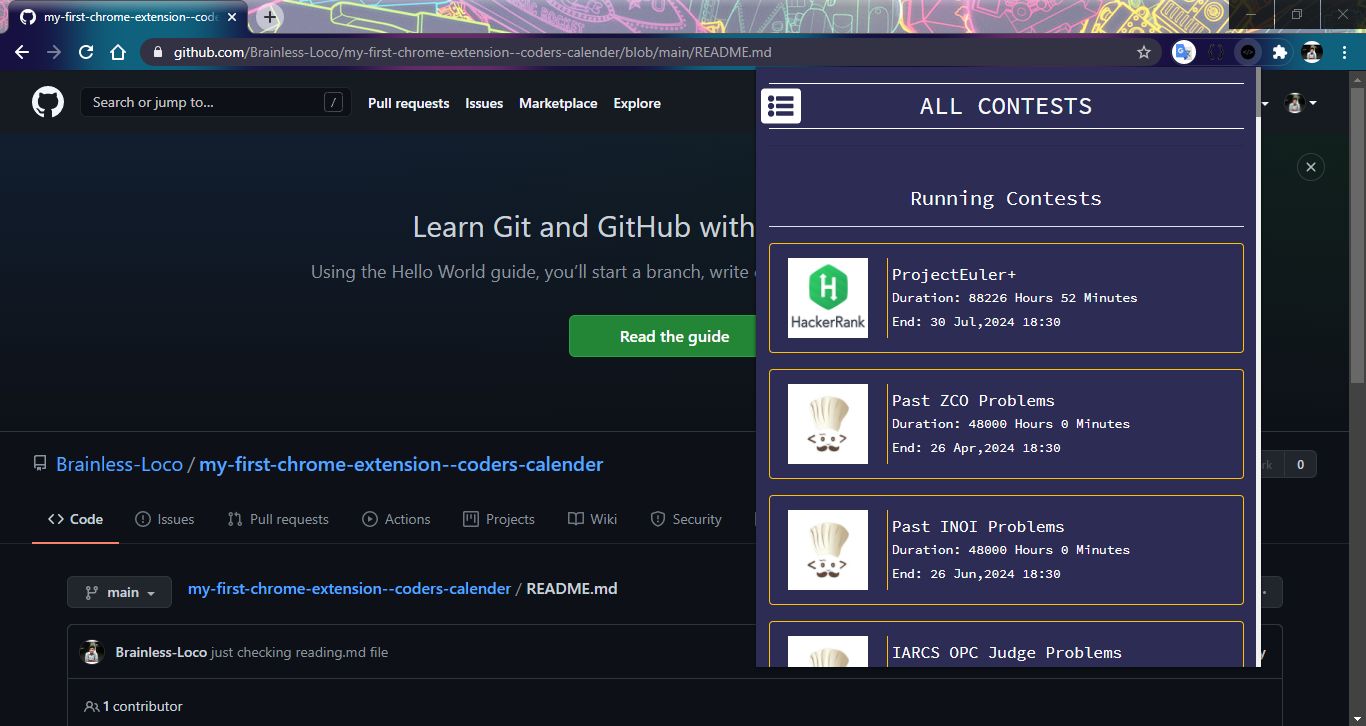 my-first-chrome-extension--code
github.com/Brainless-Loco/my-first-chrome-extension--coders-calender/blob/main/README.md
Search or jump to...
/
Pull requests
Issues
Marketplace
Explore
Learn Git and GitHub with
Using the Hello World guide, you'll start a branch, write
Read the guide
Brainless-Loco / my-first-chrome-extension--coders-calender
0
Code
Issues
Pull requests
Actions
Projects
Wiki
Security
main
my-first-chrome-extension--coders-calender / README.md
Brainless-Loco just checking reading.md file
1 contributor
ALL CONTESTS
Running Contests
HackerRank
ProjectEuler+
Duration: 88226 Hours 52 Minutes
End: 30 Jul,2024 18:30
Past ZCO Problems
Duration: 48000 Hours 0 Minutes
End: 26 Apr,2024 18:30
Past INOI Problems
Duration: 48000 Hours 0 Minutes
End: 26 Jun,2024 18:30
IARCS OPC Judge Problems